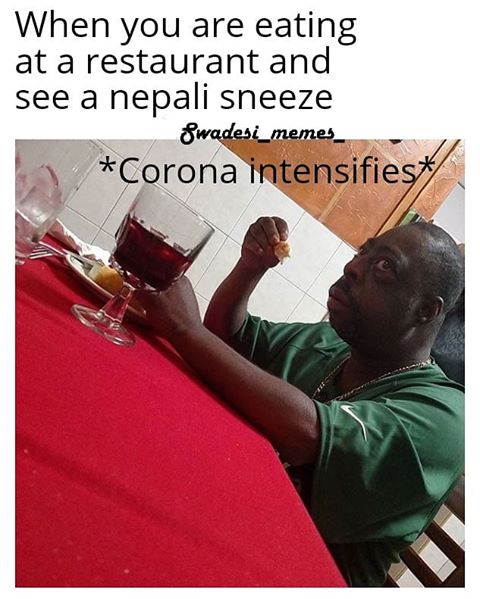 When you are eating
at a restaurant and
see a nepali sneeze
Swadesi_memes_
*Corona intensifies*